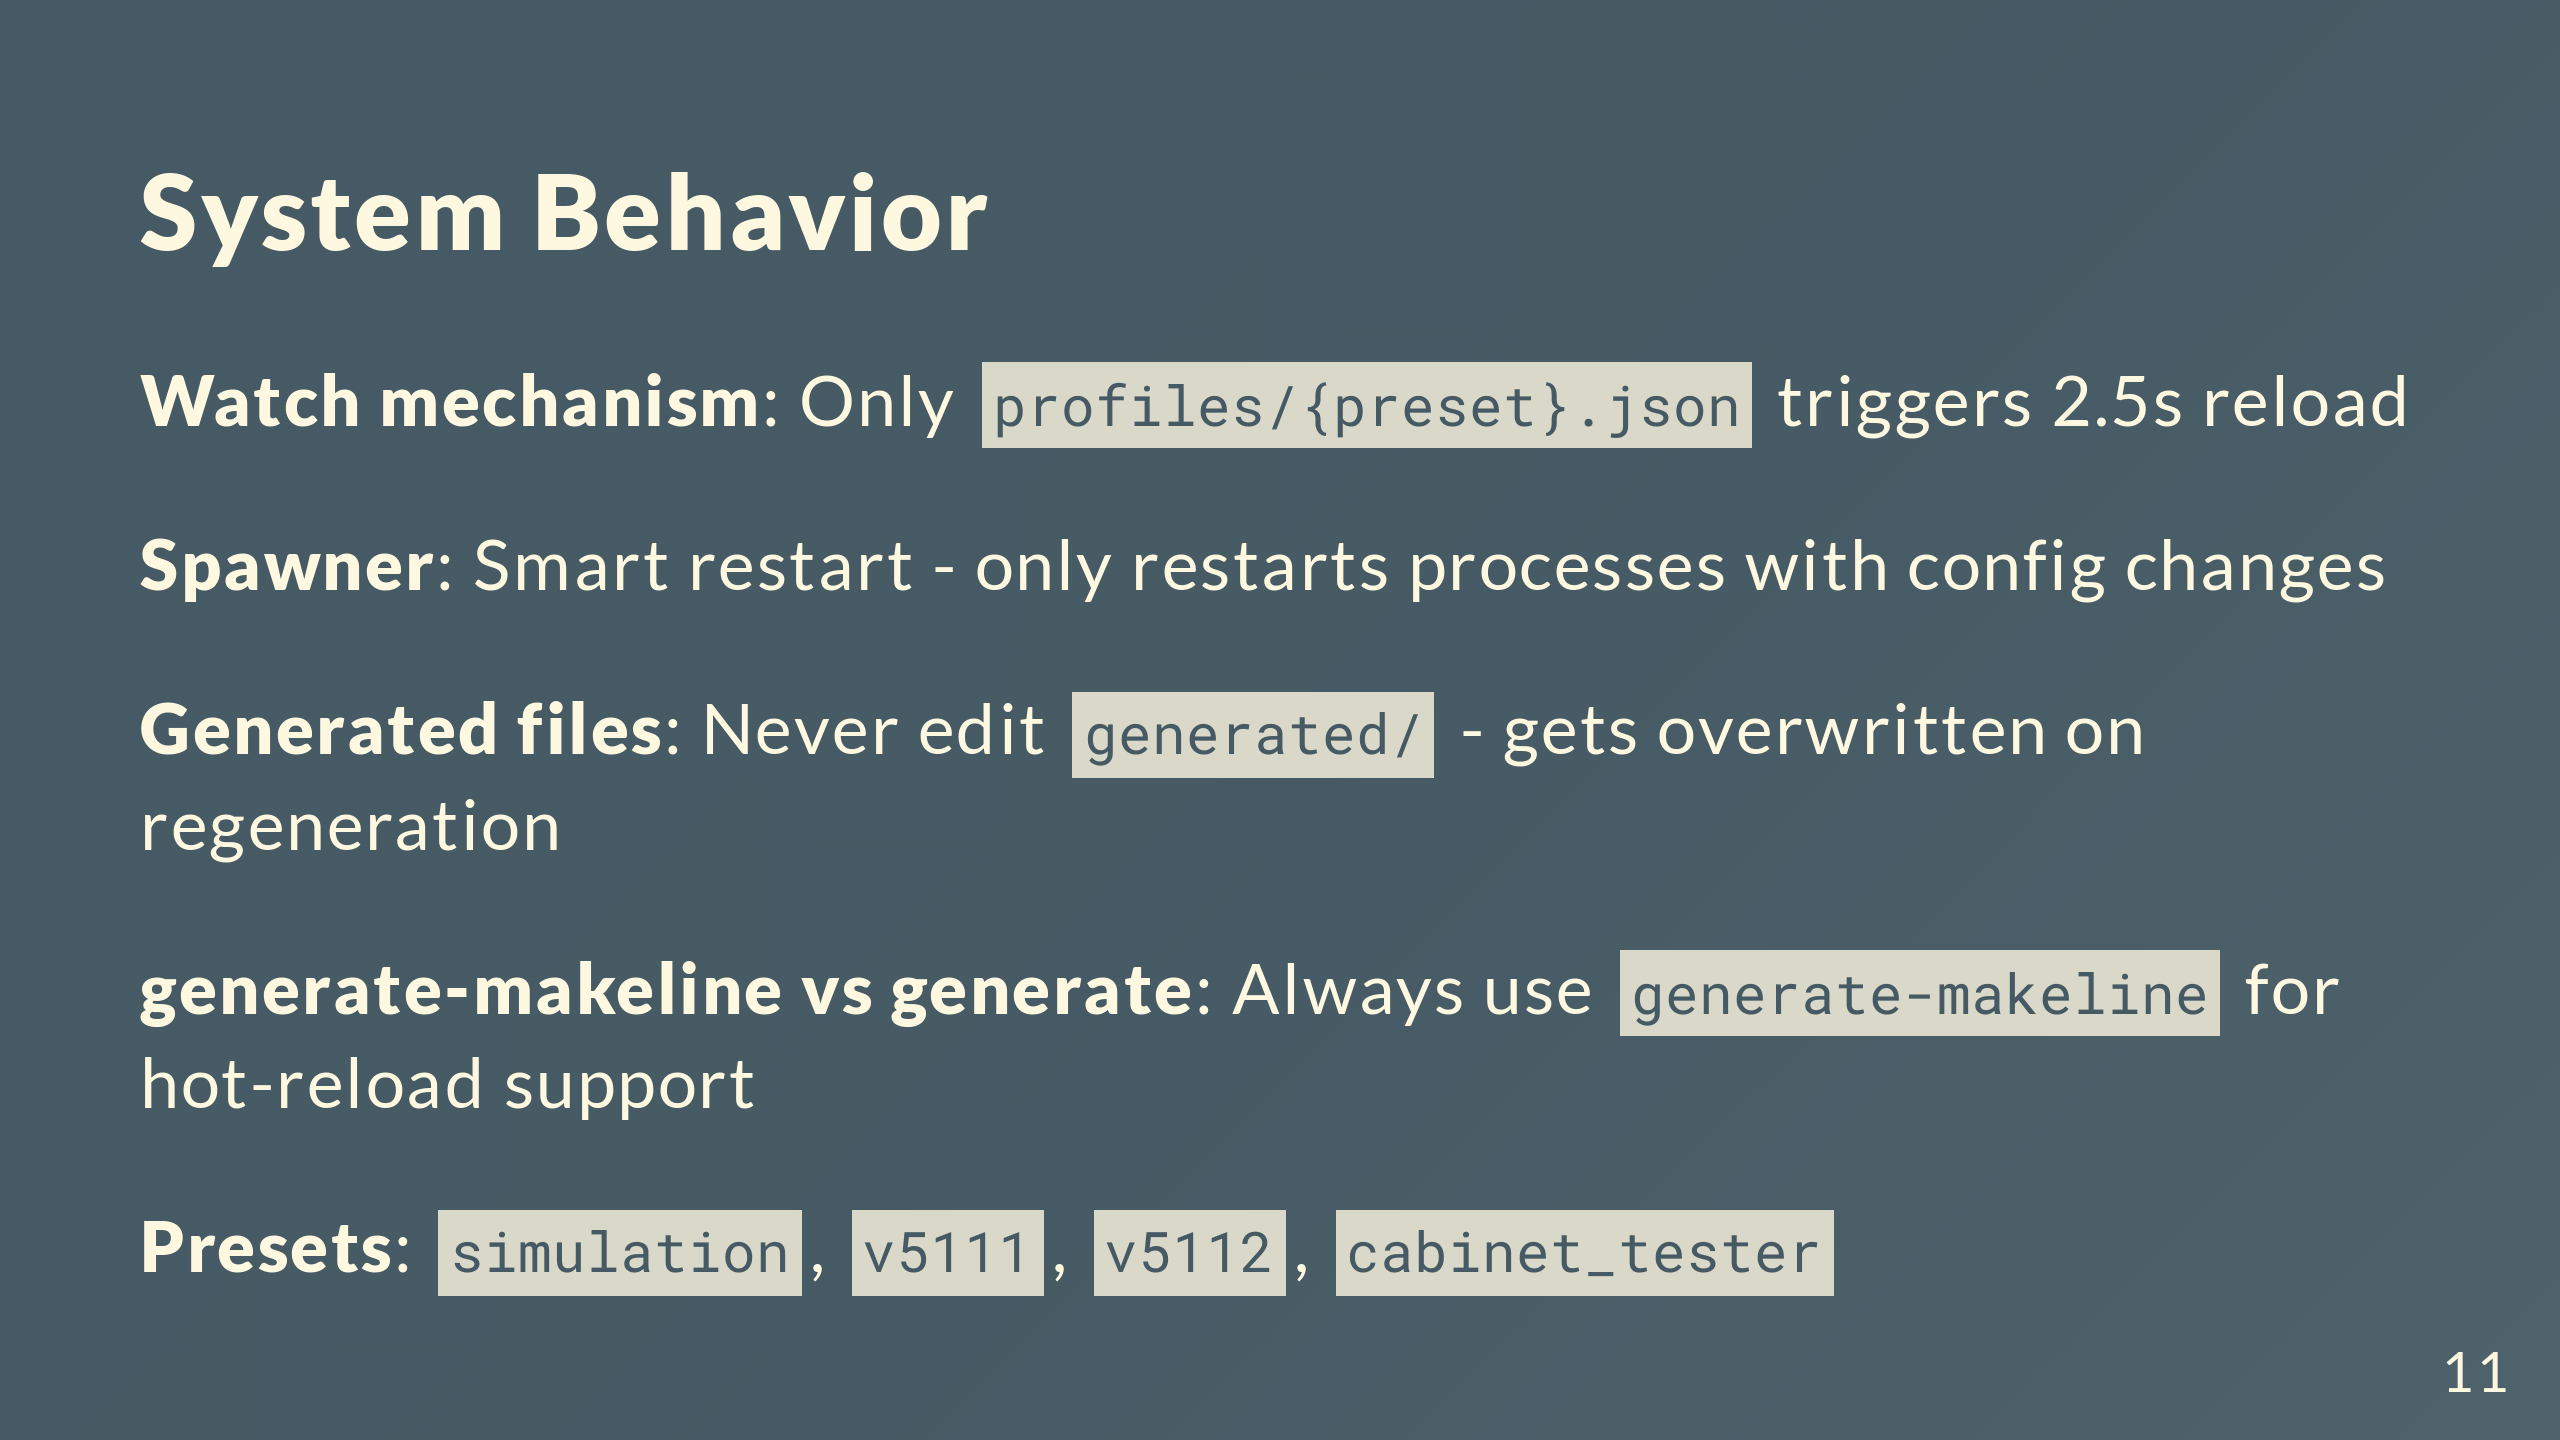 System Behavior
Watch mechanism: Only profiles/{preset}.json triggers 2.5s reload
Spawner: Smart restart - only restarts processes with config changes
Generated files: Never edit generated/ - gets overwritten on
regeneration
generate-makeline vs generate: Always use generate-makeline for
hot-reload support
Presets: simulation, v5111, v5112, cabinet_tester
11